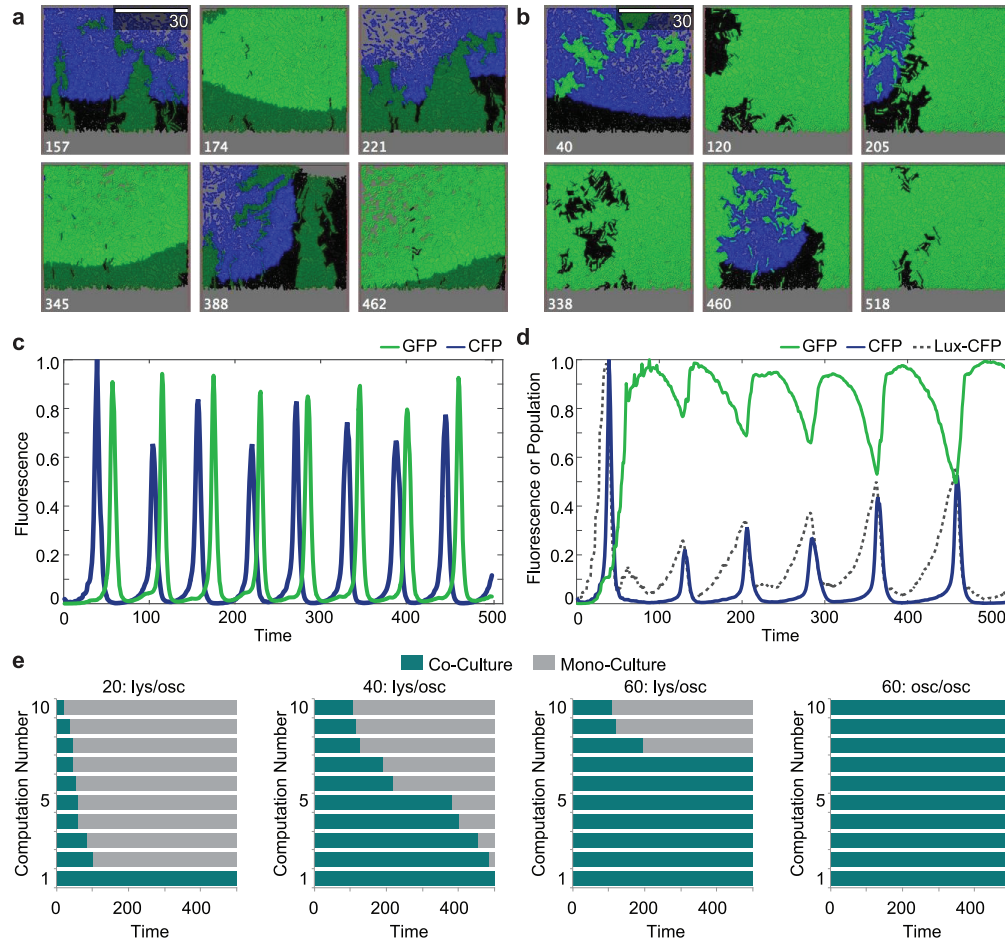 a
30
157
174
221
345
388
462
b
30
40
120
205
338
460
518
c
GFP CFP
Fluorescence
1.0
0.8
0.6
0.4
0.2
0
0 100 200 300 400 500
Time
d
GFP CFP Lux-CFP
Fluorescence or Population
1.0
0.8
0.6
0.4
0.2
0
0 100 200 300 400 500
Time
e
Co-Culture Mono-Culture
20: lys/osc
Computation Number
10
5
1
0 200 400
Time
40: lys/osc
Computation Number
10
5
1
0 200 400
Time
60: lys/osc
Computation Number
10
5
1
0 200 400
Time
60: osc/osc
Computation Number
10
5
1
0 200 400
Time